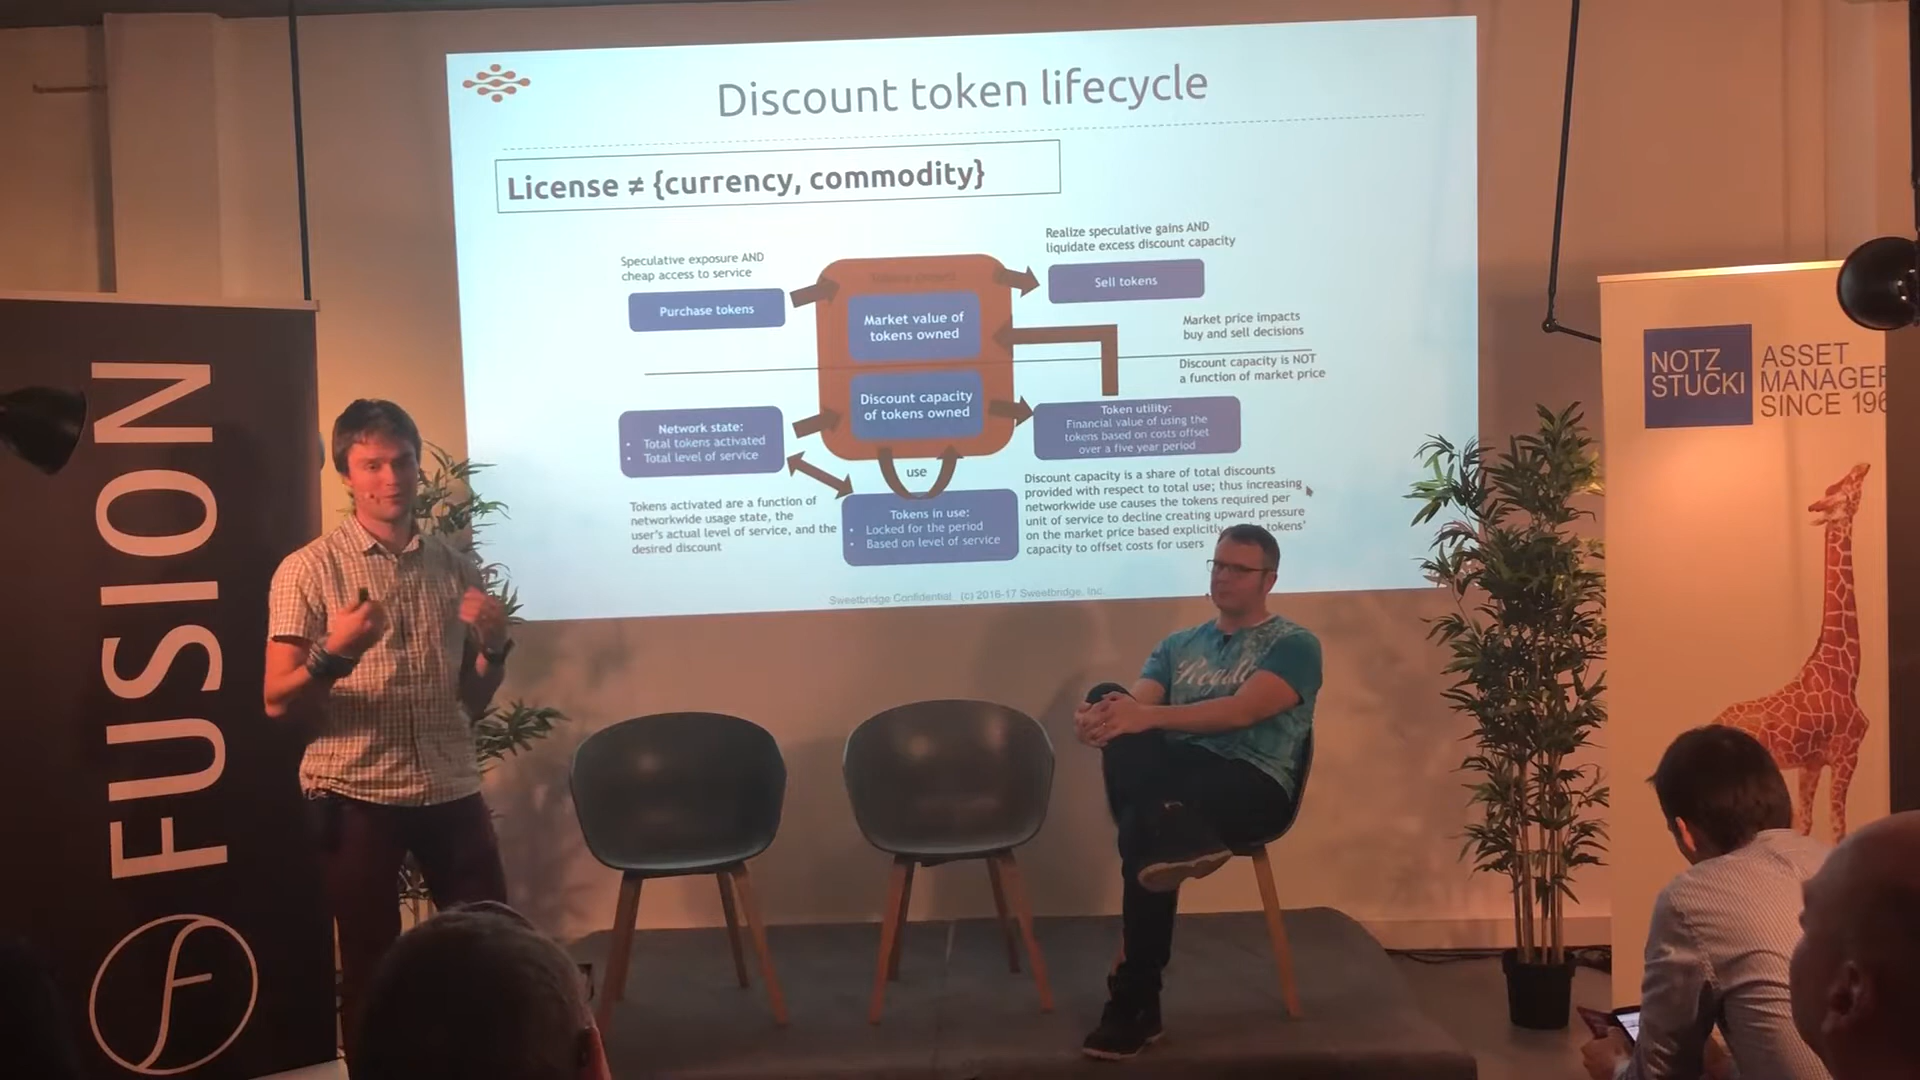 Discount token lifecycle
License ≠ {currency, commodity}
Speculative exposure AND
cheap access to service
Purchase tokens
Realize speculative gains AND
liquidate excess discount capacity
Sell tokens
Market value of
tokens owned
Market price impacts
buy and sell decisions
Discount capacity is NOT
a function of market price
Discount capacity
of tokens owned
Network state:
• Total tokens activated
• Total level of service
Token utility:
Financial value of using the
tokens based on costs offset
over a five year period
use
Tokens in use:
• Locked for the period
• Based on level of service
Tokens activated are a function of
networkwide usage state, the
user's actual level of service, and the
desired discount
Discount capacity is a share of total discounts
provided with respect to total use; thus increasing
networkwide use causes the tokens required per
unit of service to decline creating upward pressure
on the market price based explicitly tokens'
capacity to offset costs for users
Sweetbridge Confidential (c) 2016-17 Sweetbridge, Inc
FUSION
NOTZ
STUCKI
ASSET
MANAGER
SINCE 196